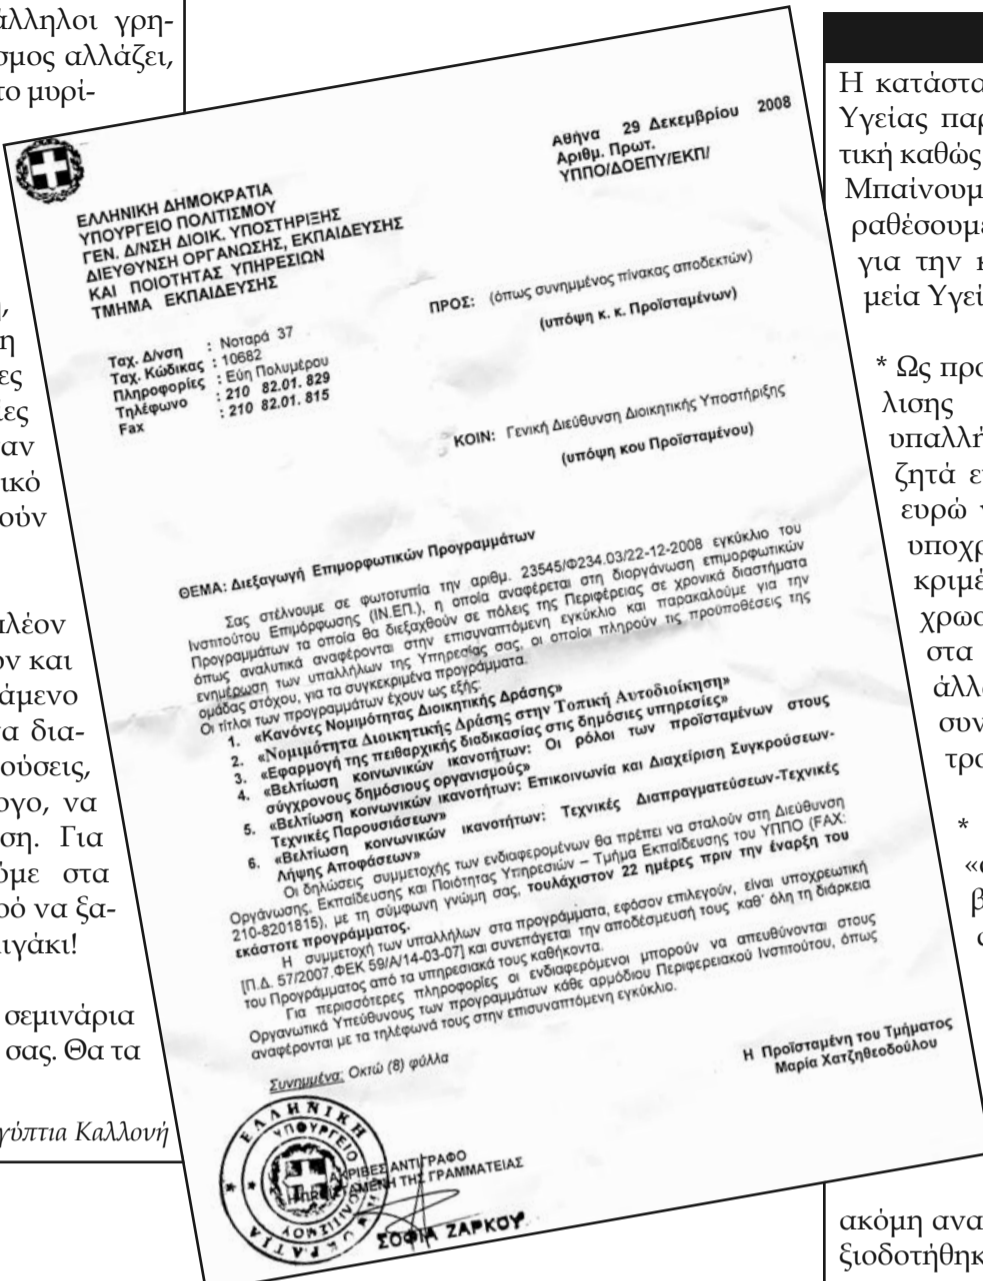 άλληλοι γρη-
σμος αλλάζει,
το μυρί-
η
ες
ίες
αν
ικό
ούν
λέον
ν και
άμενο
α δια-
ούσεις,
ογο, να
ση. Για
όμε στα
ρό να ξα-
ιγάκι!
σεμινάρια
σας. Θα τα
γύπτια Καλλονή
Αθήνα 29 Δεκεμβρίου 2008
Αριθμ. Πρωτ.
ΥΠΠΟ/ΔΟΕΠΥ/ΕΚΠ/
ΕΛΛΗΝΙΚΗ ΔΗΜΟΚΡΑΤΙΑ
ΥΠΟΥΡΓΕΙΟ ΠΟΛΙΤΙΣΜΟΥ
ΓΕΝ. Δ/ΝΣΗ ΔΙΟΙΚ. ΥΠΟΣΤΗΡΙΞΗΣ
ΔΙΕΥΘΥΝΣΗ ΟΡΓΑΝΩΣΗΣ, ΕΚΠΑΙΔΕΥΣΗΣ
ΚΑΙ ΠΟΙΟΤΗΤΑΣ ΥΠΗΡΕΣΙΩΝ
ΤΜΗΜΑ ΕΚΠΑΙΔΕΥΣΗΣ
Ταχ. Δ/νση : Νοταρά 37
Ταχ. Κώδικας : 10682
Πληροφορίες : Εύη Πολυμέρου
Τηλέφωνο : 210 82.01. 829
Fax : 210 82.01. 815
ΠΡΟΣ: (όπως συνημμένος πίνακας αποδεκτών)
(υπόψη κ. κ. Προϊσταμένων)
ΚΟΙΝ: Γενική Διεύθυνση Διοικητικής Υποστήριξης
(υπόψη κου Προϊσταμένου)
ΘΕΜΑ: Διεξαγωγή Επιμορφωτικών Προγραμμάτων
Σας στέλνουμε σε φωτοτυπία την αριθμ. 23545/Φ234.03/22-12-2008 εγκύκλιο του
Ινστιτούτου Επιμόρφωσης (ΙΝ.ΕΠ.), η οποία αναφέρεται στη διοργάνωση επιμορφωτικών
Προγραμμάτων τα οποία θα διεξαχθούν σε πόλεις της Περιφέρειας σε χρονικά διαστήματα
όπως αναλυτικά αναφέρονται στην επισυναπτόμενη εγκύκλιο και παρακαλούμε για την
ενημέρωση των υπαλλήλων της Υπηρεσίας σας, οι οποίοι πληρούν τις προϋποθέσεις της
ομάδας στόχου, για τα συγκεκριμένα προγράμματα.
Οι τίτλοι των προγραμμάτων έχουν ως εξής:
1. «Κανόνες Νομιμότητας Διοικητικής Δράσης»
2. «Νομιμότητα Διοικητικής Δράσης στην Τοπική Αυτοδιοίκηση»
3. «Εφαρμογή της πειθαρχικής διαδικασίας στις δημόσιες υπηρεσίες»
4. «Βελτίωση κοινωνικών ικανοτήτων: Οι ρόλοι των προϊσταμένων στους
σύγχρονους δημόσιους οργανισμούς»
5. «Βελτίωση κοινωνικών ικανοτήτων: Επικοινωνία και Διαχείριση Συγκρούσεων-
Τεχνικές Παρουσιάσεων»
6. «Βελτίωση κοινωνικών ικανοτήτων: Τεχνικές Διαπραγματεύσεων-Τεχνικές
Λήψης Αποφάσεων»
Οι δηλώσεις συμμετοχής των ενδιαφερομένων θα πρέπει να σταλούν στη Διεύθυνση
Οργάνωσης, Εκπαίδευσης και Ποιότητας Υπηρεσιών – Τμήμα Εκπαίδευσης του ΥΠΠΟ (FAX:
210-8201815), με τη σύμφωνη γνώμη σας, τουλάχιστον 22 ημέρες πριν την έναρξη του
εκάστοτε προγράμματος.
Η συμμετοχή των υπαλλήλων στα προγράμματα, εφόσον επιλεγούν, είναι υποχρεωτική
[Π.Δ. 57/2007.ΦΕΚ 59/Α/14-03-07] και συνεπάγεται την αποδέσμευσή τους καθ' όλη τη διάρκεια
του Προγράμματος από τα υπηρεσιακά τους καθήκοντα.
Για περισσότερες πληροφορίες οι ενδιαφερόμενοι μπορούν να απευθύνονται στους
Οργανωτικά Υπεύθυνους των προγραμμάτων κάθε αρμόδιου Περιφερειακού Ινστιτούτου, όπως
αναφέρονται με τα τηλέφωνά τους στην επισυναπτόμενη εγκύκλιο.
Η Προϊσταμένη του Τμήματος
Μαρία Χατζηθεοδούλου
Συνημμένα: Οκτώ (8) φύλλα
ΕΛΛΗΝΙΚΗ
ΥΠΟΥΡΓΕΙΟ
ΑΚΡΙΒΕΣ ΑΝΤΙΓΡΑΦΟ
ΤΗΣ ΓΡΑΜΜΑΤΕΙΑΣ
ΣΟΦΙΑ ΖΑΡΚΟΥ
Η κατάστα
Υγείας παρ
τική καθώς
Μπαίνουμ
ραθέσουμε
για την κ
μεία Υγεί
* Ως προ
λισης
υπαλλή
ζητά ε
ευρώ
υποχρ
κριμέ
χρωσ
στα
άλλ
συν
τρο
*
ακόμη ανα
ξιοδοτήθηκ